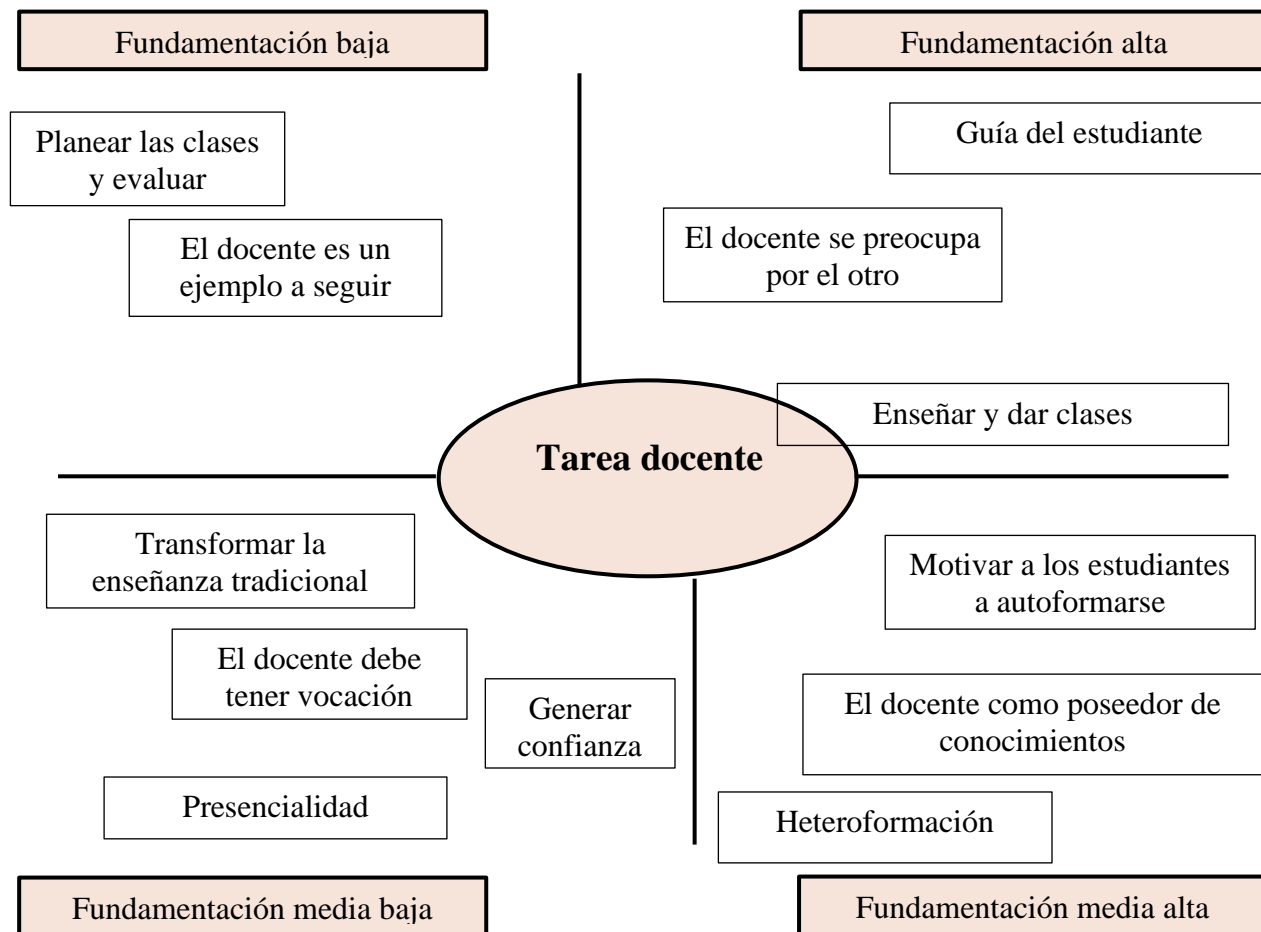 Fundamentación baja
Fundamentación alta
Planear las clases
y evaluar
Guía del estudiante
El docente es un
ejemplo a seguir
El docente se preocupa
por el otro
Enseñar y dar clases
Tarea docente
Transformar la
enseñanza tradicional
Motivar a los estudiantes
a autoformarse
El docente debe
tener vocación
Generar
confianza
El docente como poseedor de
conocimientos
Presencialidad
Heteroformación
Fundamentación media baja
Fundamentación media alta